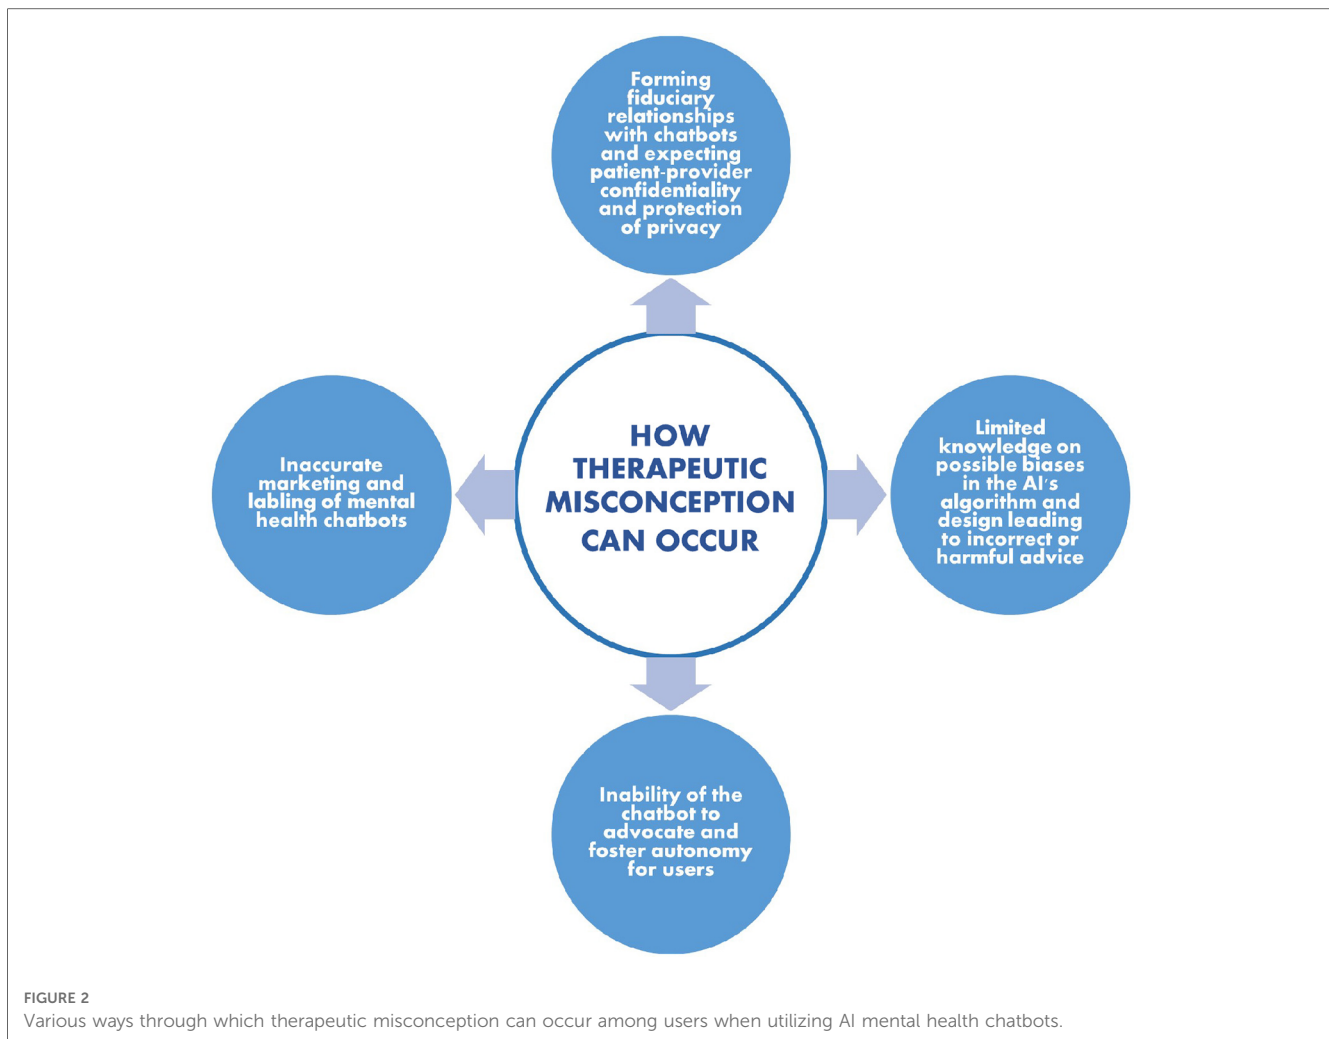 Forming
fiduciary
relationships
with chatbots
and expecting
patient-provider
confidentiality
and protection
of privacy
Inaccurate
marketing and
labling of mental
health chatbots
HOW
THERAPEUTIC
MISCONCEPTION
CAN OCCUR
Limited
knowledge on
possible biases
in the AI's
algorithm and
design leading
to incorrect or
harmful advice
Inability of the
chatbot to
advocate and
foster autonomy
for users
FIGURE 2
Various ways through which therapeutic misconception can occur among users when utilizing AI mental health chatbots.